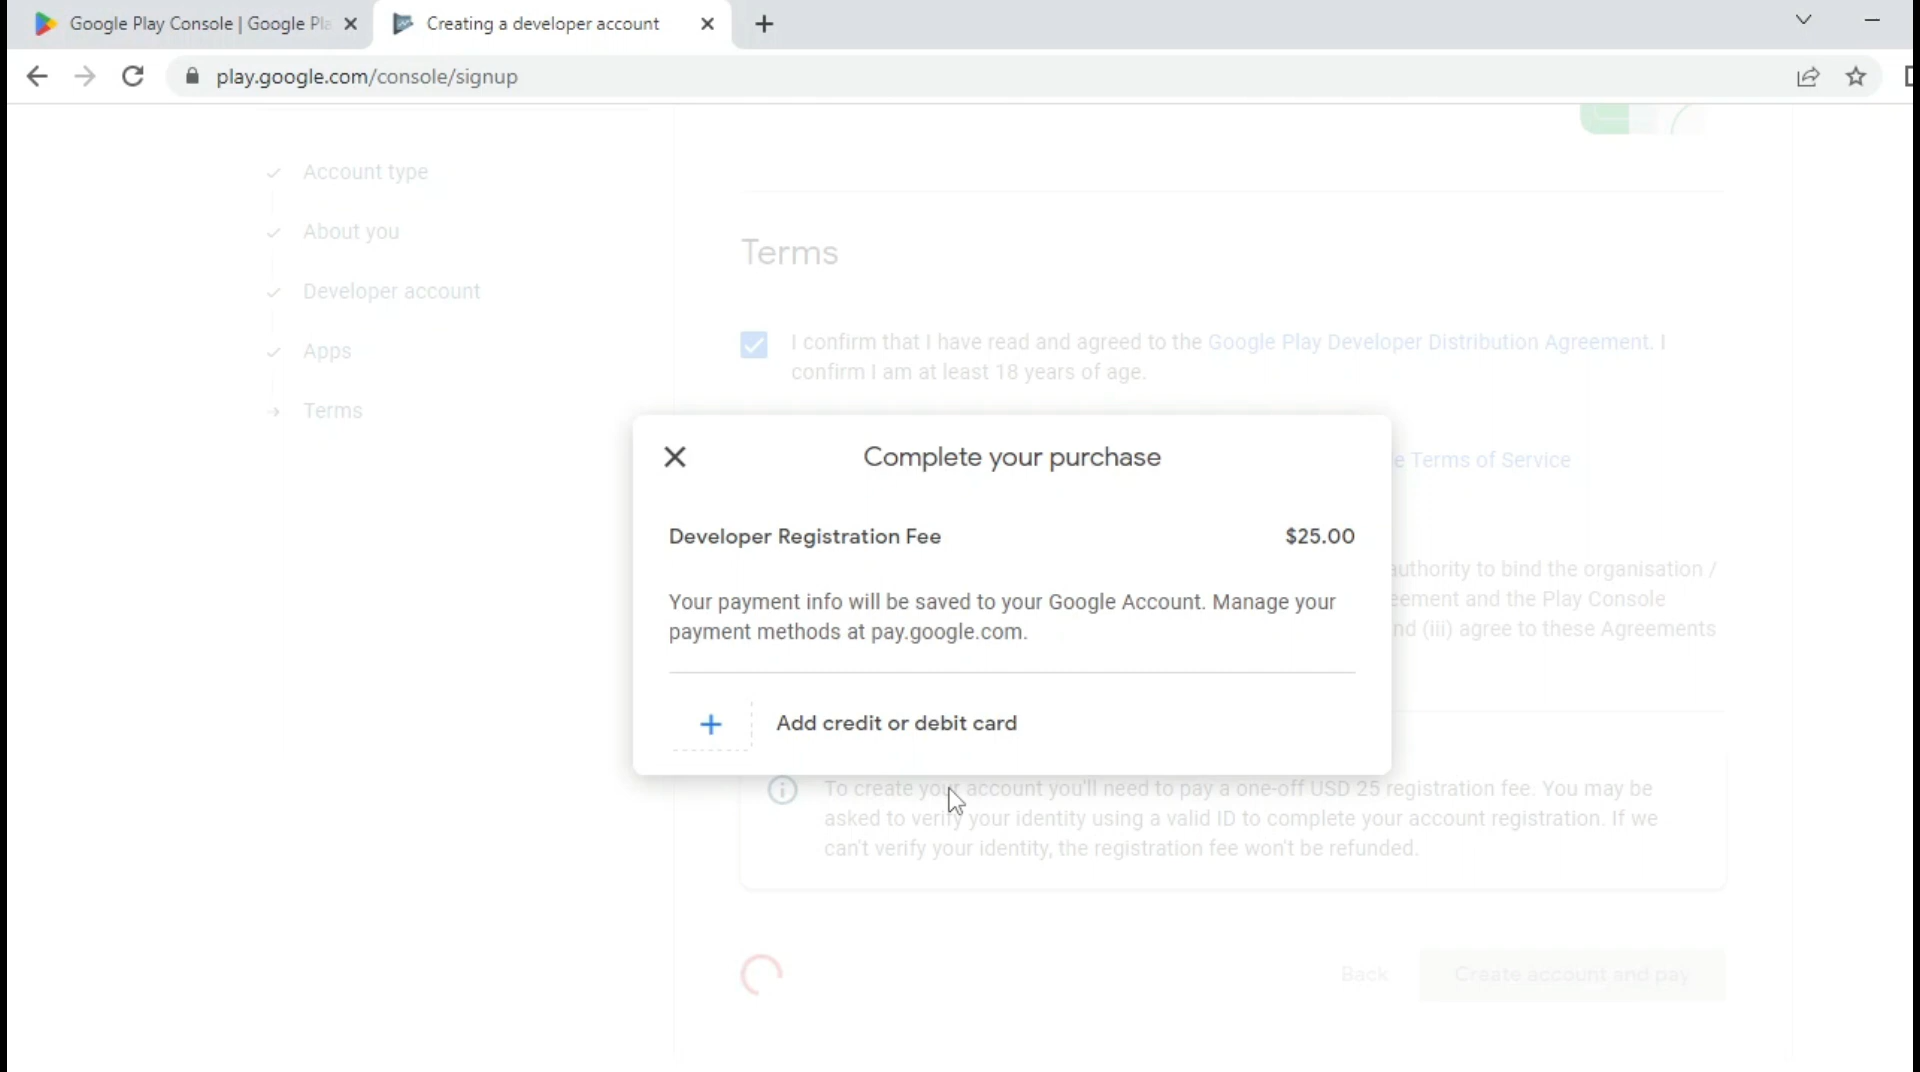 Google Play Console | Google Pla
Creating a developer account
play.google.com/console/signup
Account type
About you
Developer account
Apps
Terms
Terms
I confirm that I have read and agreed to the Google Play Developer Distribution Agreement. I
confirm I am at least 18 years of age.
Complete your purchase
e Terms of Service
Developer Registration Fee
$25.00
authority to bind the organisation /
Your payment info will be saved to your Google Account. Manage your
eement and the Play Console
payment methods at pay.google.com.
nd (iii) agree to these Agreements
Add credit or debit card
To create your account you'll need to pay a one-off USD 25 registration fee. You may be
asked to verify your identity using a valid ID to complete your account registration. If we
can't verify your identity, the registration fee won't be refunded.
Back
Create account and pay